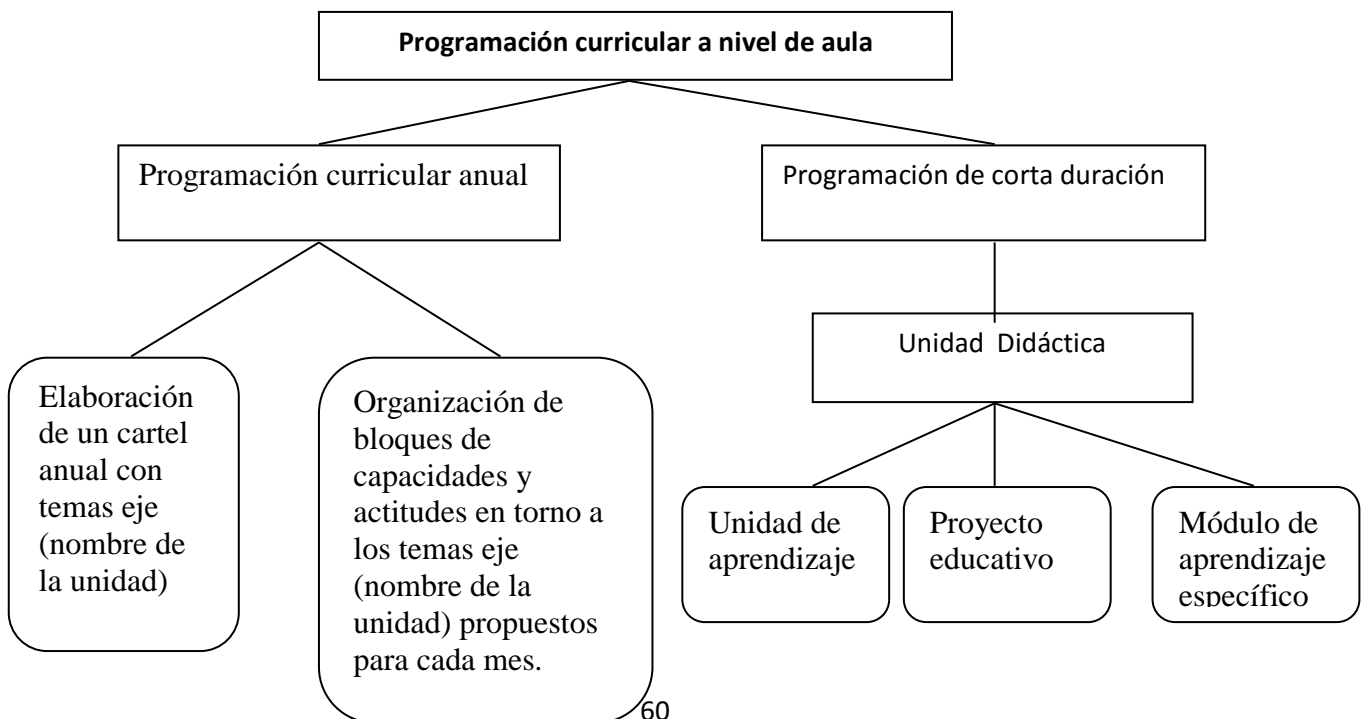 Programación curricular a nivel de aula
Programación curricular anual
Programación de corta duración
Unidad Didáctica
Elaboración
de un cartel
anual con
temas eje
(nombre de
la unidad)
Organización de
bloques de
capacidades y
actitudes en torno a
los temas eje
(nombre de la
unidad) propuestos
para cada mes.
Unidad de
aprendizaje
Proyecto
educativo
Módulo de
aprendizaje
específico
60